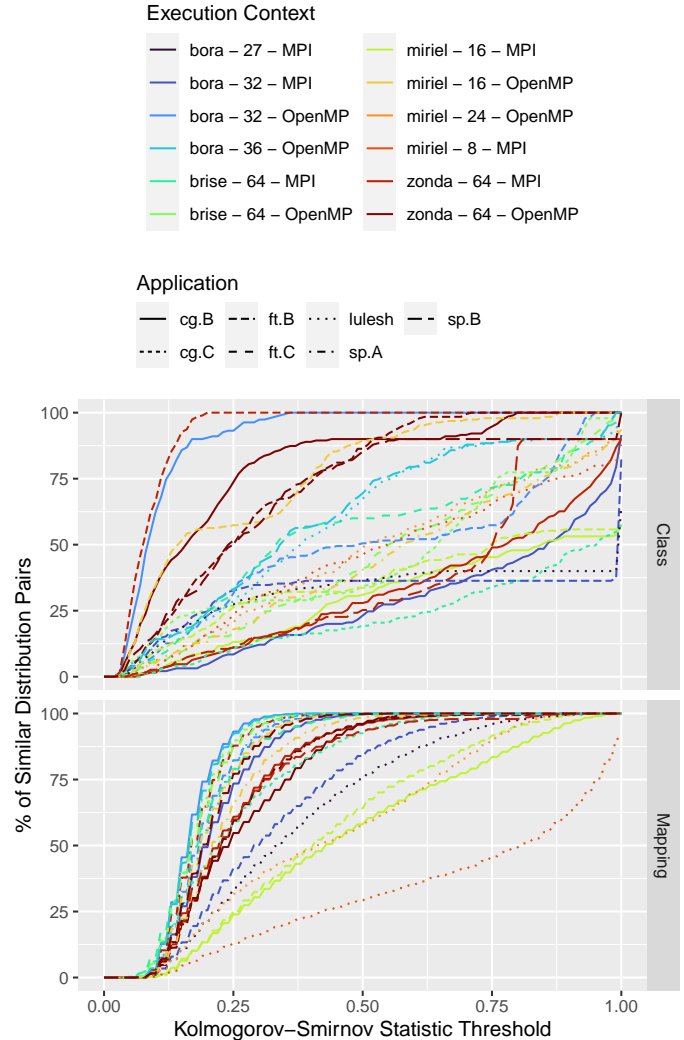 Execution Context
bora − 27 − MPI miriel − 16 − MPI
bora − 32 − MPI miriel − 16 − OpenMP
bora − 32 − OpenMP miriel − 24 − OpenMP
bora − 36 − OpenMP miriel − 8 − MPI
brise − 64 − MPI zonda − 64 − MPI
brise − 64 − OpenMP zonda − 64 − OpenMP
Application
cg.B ft.B lulesh sp.B
cg.C ft.C sp.A
% of Similar Distribution Pairs
100
75
50
25
0
Class
100
75
50
25
0
Mapping
0.00 0.25 0.50 0.75 1.00
Kolmogorov−Smirnov Statistic Threshold